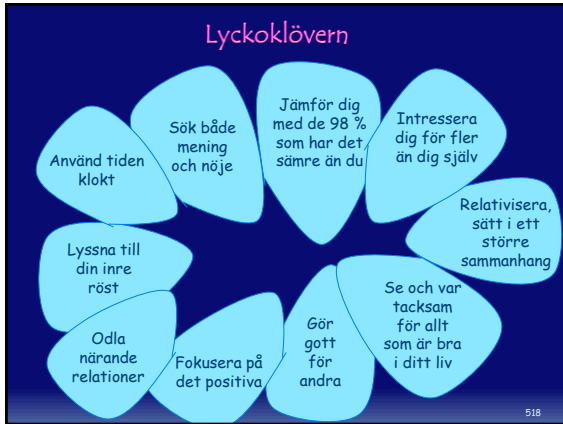 Lyckoklövern
Använd tiden
klokt
Sök både
mening
och nöje
Jämför dig
med de 98 %
som har det
sämre än du
Intressera
dig för fler
än dig själv
Relativisera,
sätt i ett
större
sammanhang
Se och var
tacksam
för allt
som är bra
i ditt liv
Gör
gott
för
andra
Fokusera på
det positiva
Odla
närande
relationer
Lyssna till
din inre
röst
518